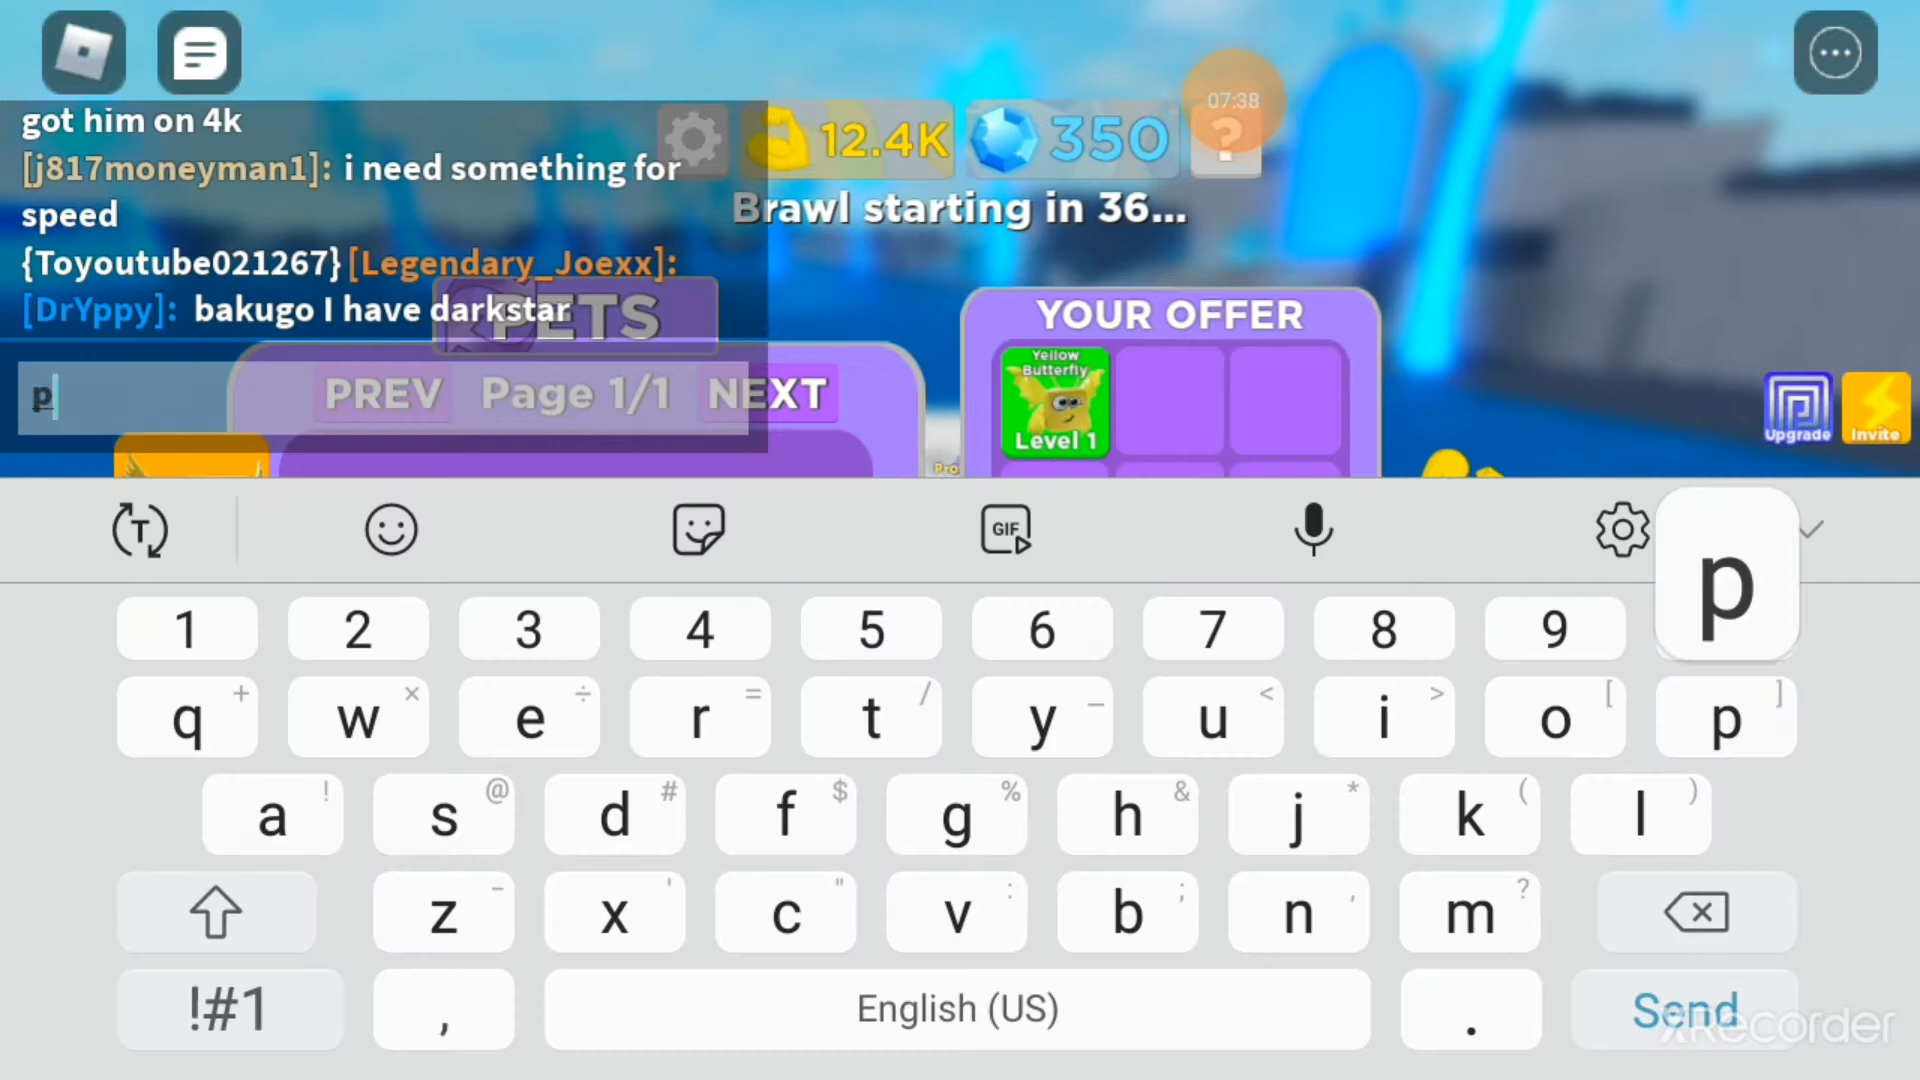 07:38
got him on 4k
12.4K
350
?
[j817moneyman1]: i need something for
speed
Brawl starting in 36...
{Toyoutube021267}[Legendary_Joexx]:
[DrYppy]: bakugo I have darkstar
PETS
YOUR OFFER
Yellow
Butterfly
Level 1
p
PREV Page 1/1 NEXT
Upgrade
Invite
Pro
T
GIF
p
1 2 3 4 5 6 7 8 9
q + w × e ÷ r = t / y _ u < i > o [ p ]
a ! s @ d # f $ g % h & j * k ( l )
z - x ' c " v : b ; n , m ?
!#1 , English (US) . Send
XRecorder